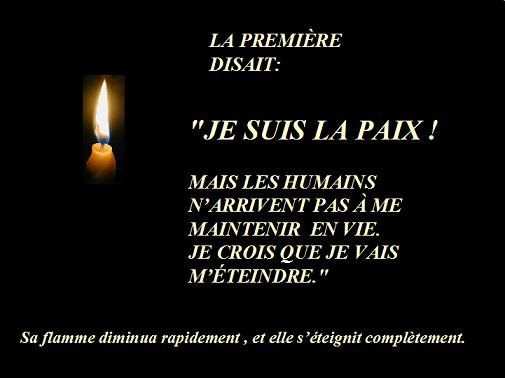 LA PREMIÈRE
DISAIT:
"JE SUIS LA PAIX !
MAIS LES HUMAINS
N’ARRIVENT PAS À ME
MAINTENIR  EN VIE.
JE CROIS QUE JE VAIS
M’ÉTEINDRE."
Sa flamme diminua rapidement , et elle s’éteignit complètement.